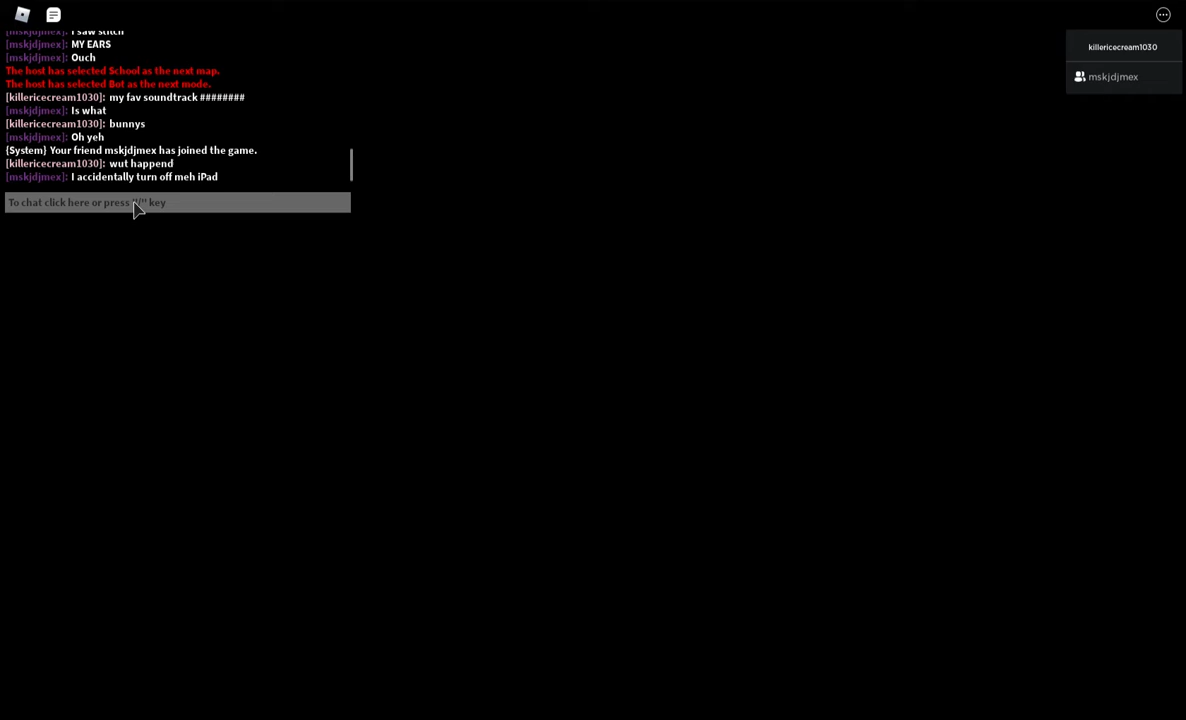 [mskjdjmex]: I saw stitch
[mskjdjmex]: MY EARS
[mskjdjmex]: Ouch
The host has selected School as the next map.
The host has selected Bot as the next mode.
[killericecream1030]: my fav soundtrack ########
[mskjdjmex]: Is what
[killericecream1030]: bunnys
[mskjdjmex]: Oh yeh
{System} Your friend mskjdjmex has joined the game.
[killericecream1030]: wut happend
[mskjdjmex]: I accidentally turn off meh iPad
To chat click here or press "/" key
killericecream1030
mskjdjmex